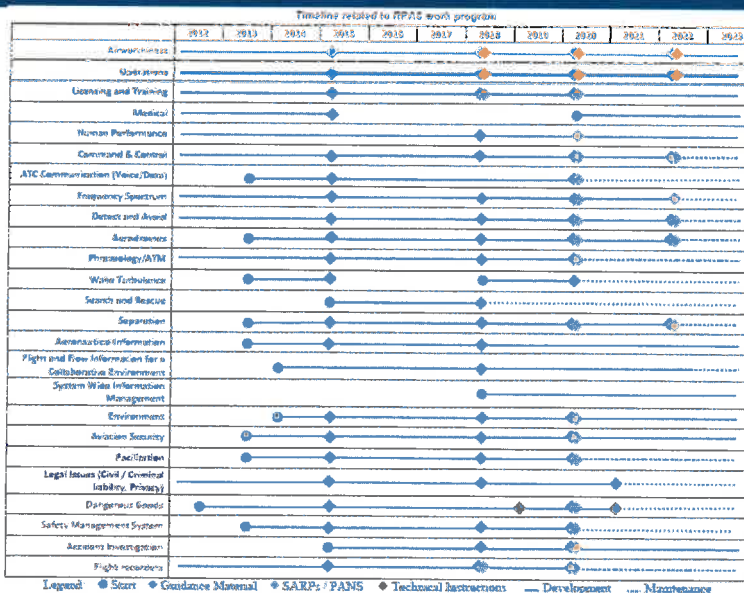 Timeline related to RPAS work program
2012 2013 2014 2015 2016 2017 2018 2019 2020 2021 2022 2023
Airworthiness
Operations
Licensing and Training
Medical
Human Performance
Command & Control
ATC Communication (Voice/Data)
Frequency Spectrum
Detect and Avoid
Aerodromes
Phraseology/ATM
Wake Turbulence
Search and Rescue
Separation
Aeronautical Information
Flight and Flow Information for a
Collaborative Environment
System Wide Information
Management
Environment
Aviation Security
Facilitation
Legal Issues (Civil / Criminal
liability, Privacy)
Dangerous Goods
Safety Management System
Accident Investigation
Flight recorders
Legend Start Guidance Material SARPs / PANS Technical Instructions Development Maintenance